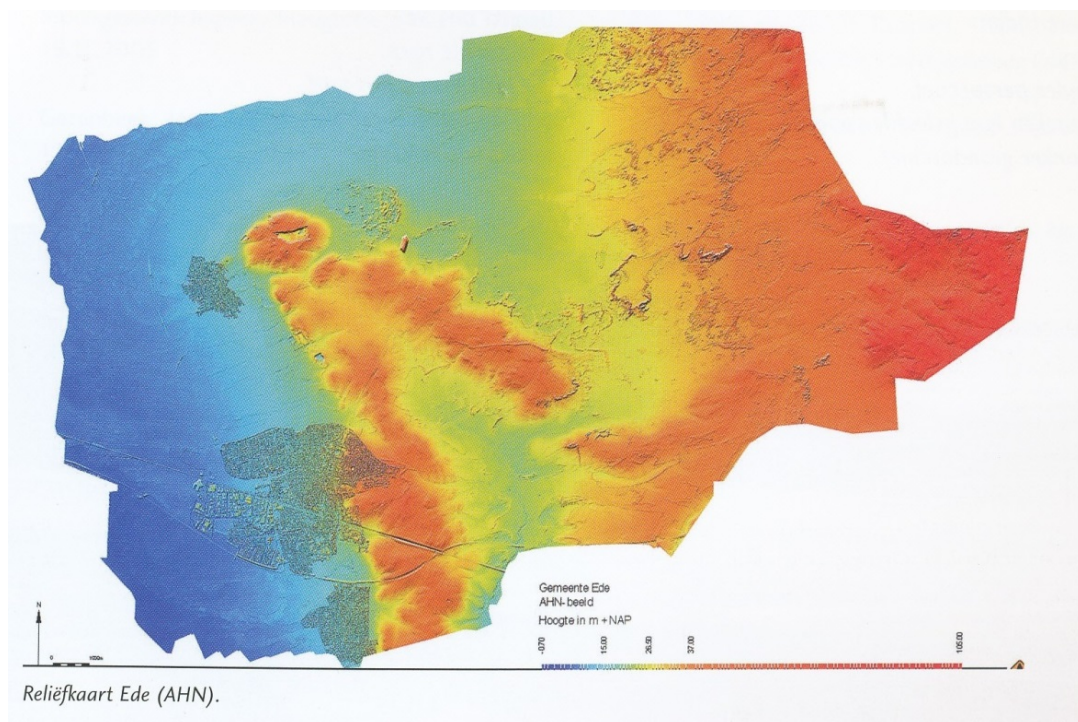 Gemeente Ede
AHN-beeld
Hoogte in m + NAP
-0.70
15.00
26.50
37.00
105.00
N
0
1000m
Reliëfkaart Ede (AHN).